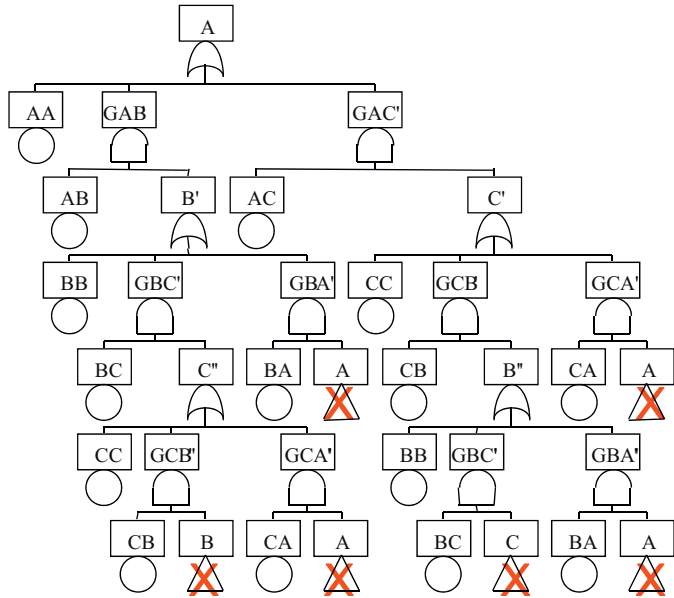 A
AA GAB' GAC'
AB B' AC C'
BB GBC' GBA' CC GCB' GCA'
BC C'' BA A CB B'' CA A
CC GCB'' GCA' BB GBC' GBA'
CB B CA A BC C BA A